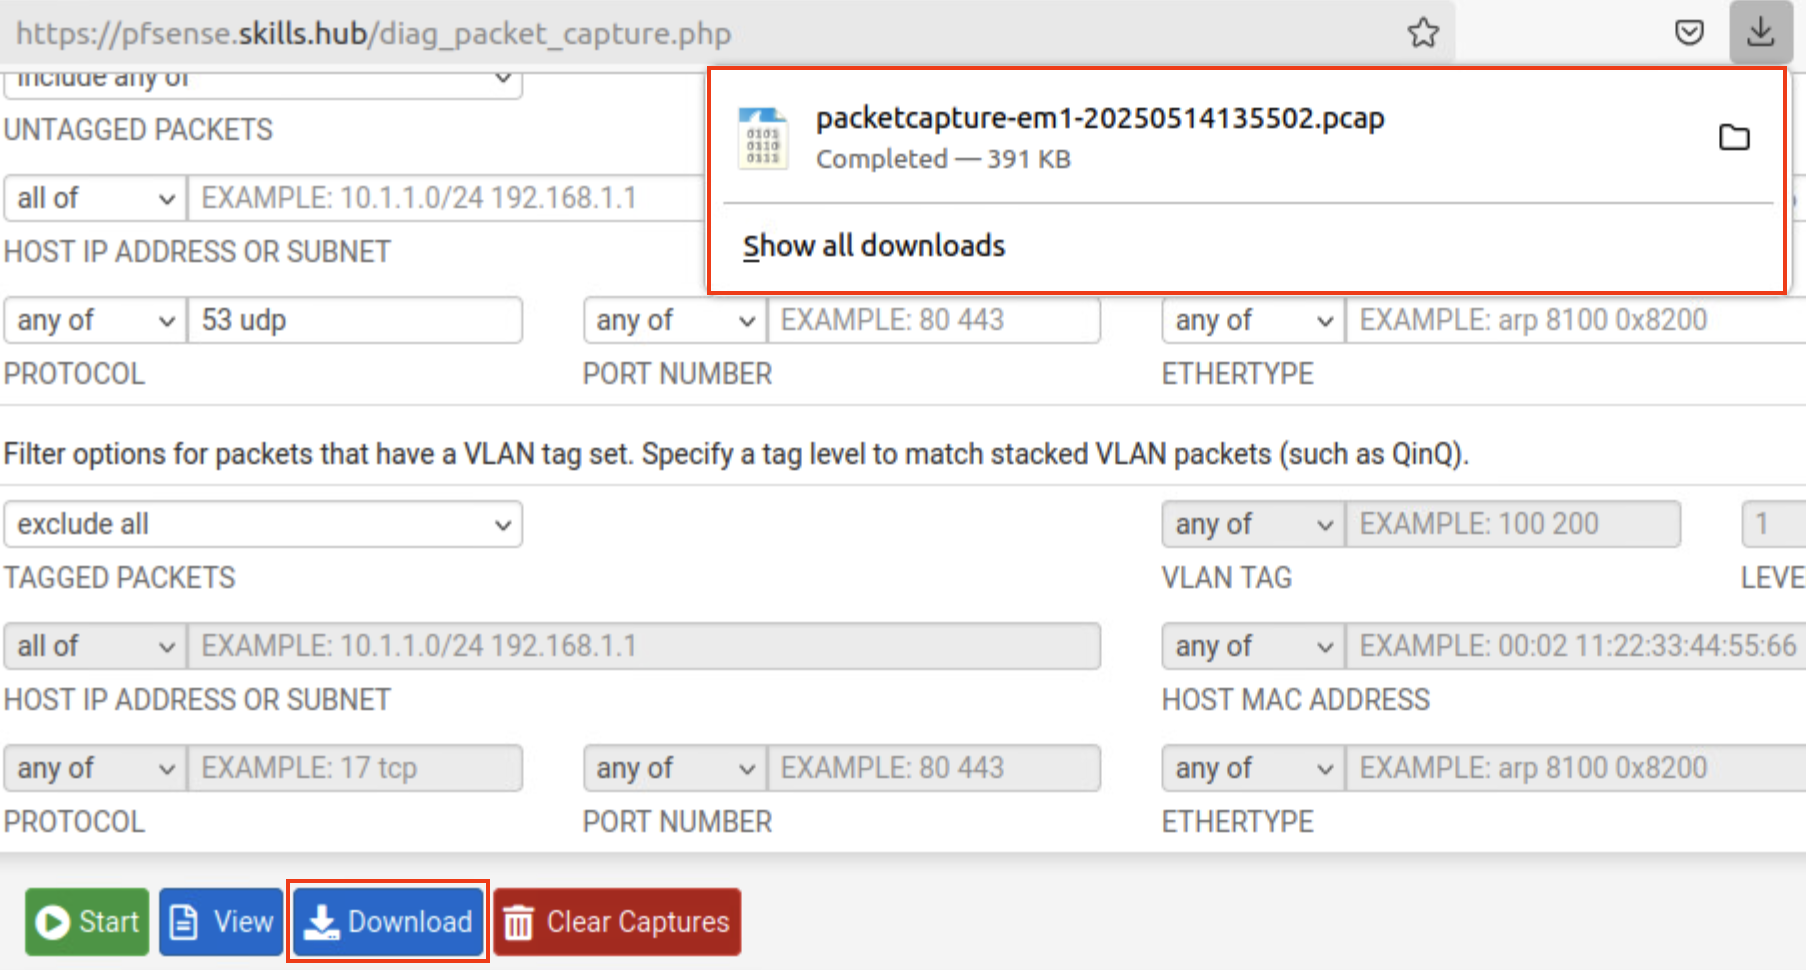 https://pfsense.skills.hub/diag_packet_capture.php
include any of
UNTAGGED PACKETS
packetcapture-em1-20250514135502.pcap
Completed — 391 KB
Show all downloads
all of EXAMPLE: 10.1.1.0/24 192.168.1.1
HOST IP ADDRESS OR SUBNET
any of 53 udp any of EXAMPLE: 80 443 any of EXAMPLE: arp 8100 0x8200
PROTOCOL PORT NUMBER ETHERTYPE
Filter options for packets that have a VLAN tag set. Specify a tag level to match stacked VLAN packets (such as QinQ).
exclude all any of EXAMPLE: 100 200 1
TAGGED PACKETS VLAN TAG LEVE
all of EXAMPLE: 10.1.1.0/24 192.168.1.1 any of EXAMPLE: 00:02 11:22:33:44:55:66
HOST IP ADDRESS OR SUBNET HOST MAC ADDRESS
any of EXAMPLE: 17 tcp any of EXAMPLE: 80 443 any of EXAMPLE: arp 8100 0x8200
PROTOCOL PORT NUMBER ETHERTYPE
Start View Download Clear Captures